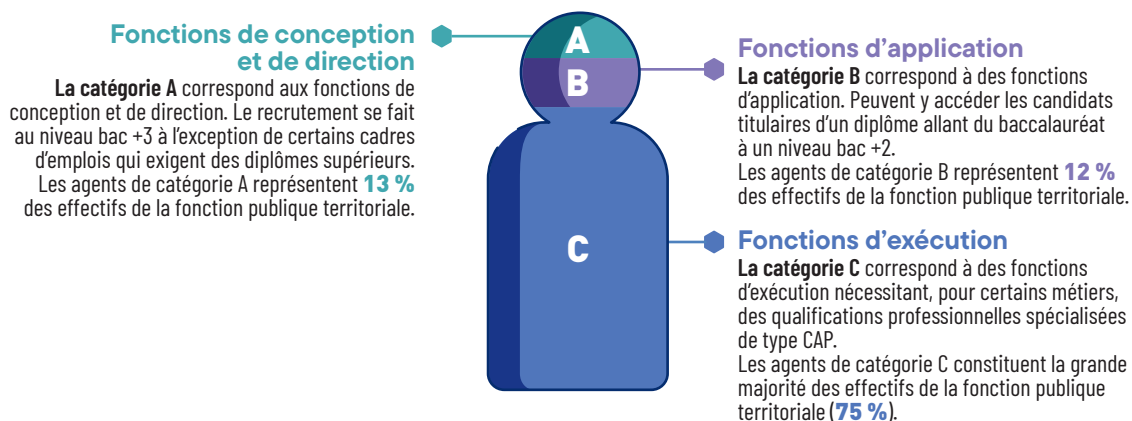 Fonctions de conception
et de direction
La catégorie A correspond aux fonctions de
conception et de direction. Le recrutement se fait
au niveau bac +3 à l'exception de certains cadres
d'emplois qui exigent des diplômes supérieurs.
Les agents de catégorie A représentent 13 %
des effectifs de la fonction publique territoriale.
A
B
C
Fonctions d'application
La catégorie B correspond à des fonctions
d'application. Peuvent y accéder les candidats
titulaires d'un diplôme allant du baccalauréat
à un niveau bac +2.
Les agents de catégorie B représentent 12 %
des effectifs de la fonction publique territoriale.
Fonctions d'exécution
La catégorie C correspond à des fonctions
d'exécution nécessitant, pour certains métiers,
des qualifications professionnelles spécialisées
de type CAP.
Les agents de catégorie C constituent la grande
majorité des effectifs de la fonction publique
territoriale (75 %).